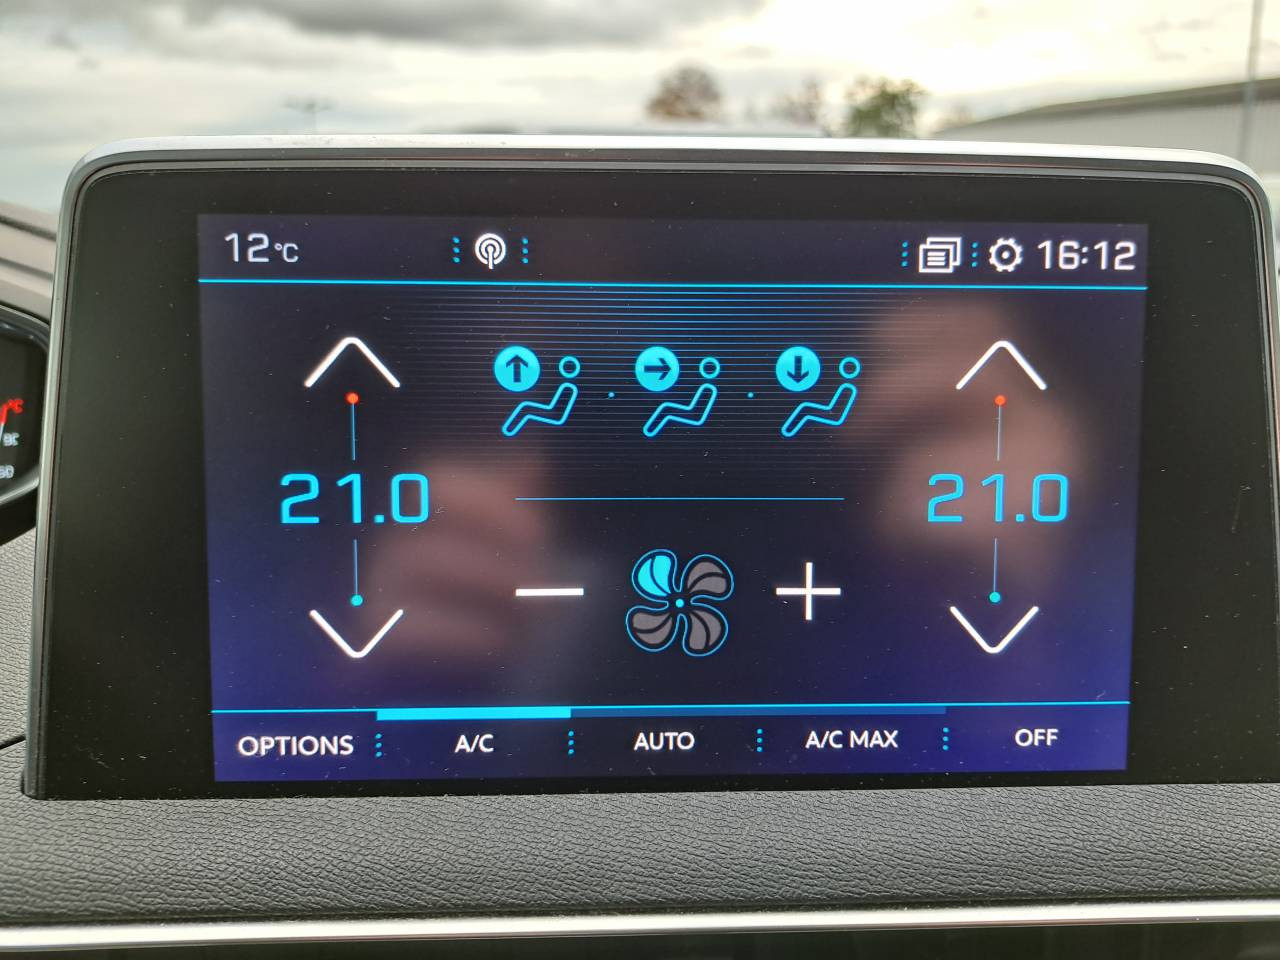 12°C
16:12
21.0
21.0
OPTIONS
A/C
AUTO
A/C MAX
OFF
°C